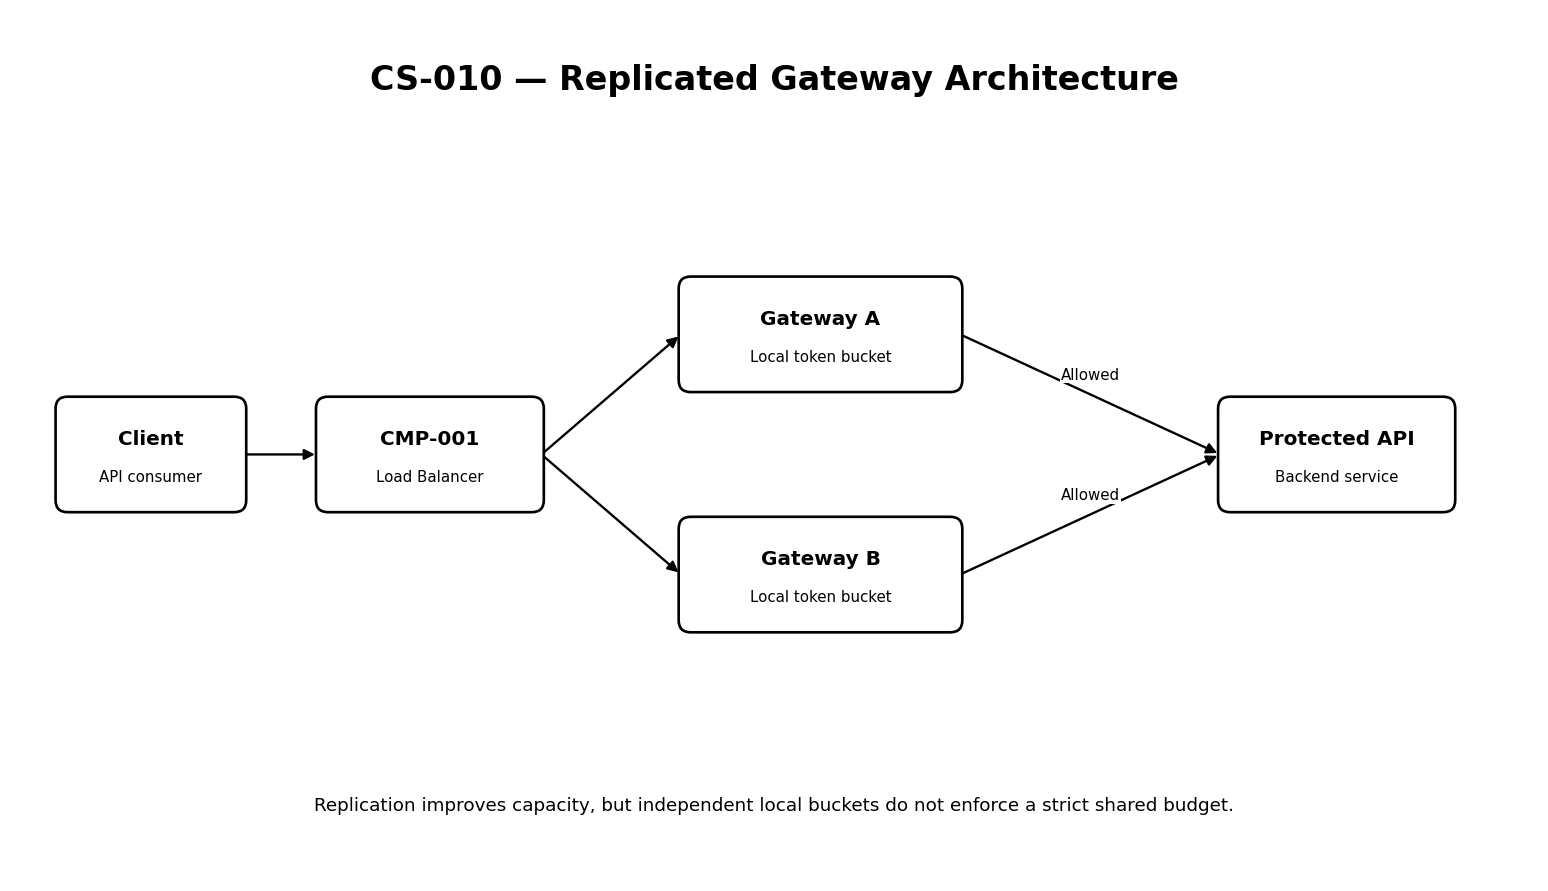 CS-010 — Replicated Gateway Architecture
Client
API consumer
CMP-001
Load Balancer
Gateway A
Local token bucket
Gateway B
Local token bucket
Allowed
Allowed
Protected API
Backend service
Replication improves capacity, but independent local buckets do not enforce a strict shared budget.